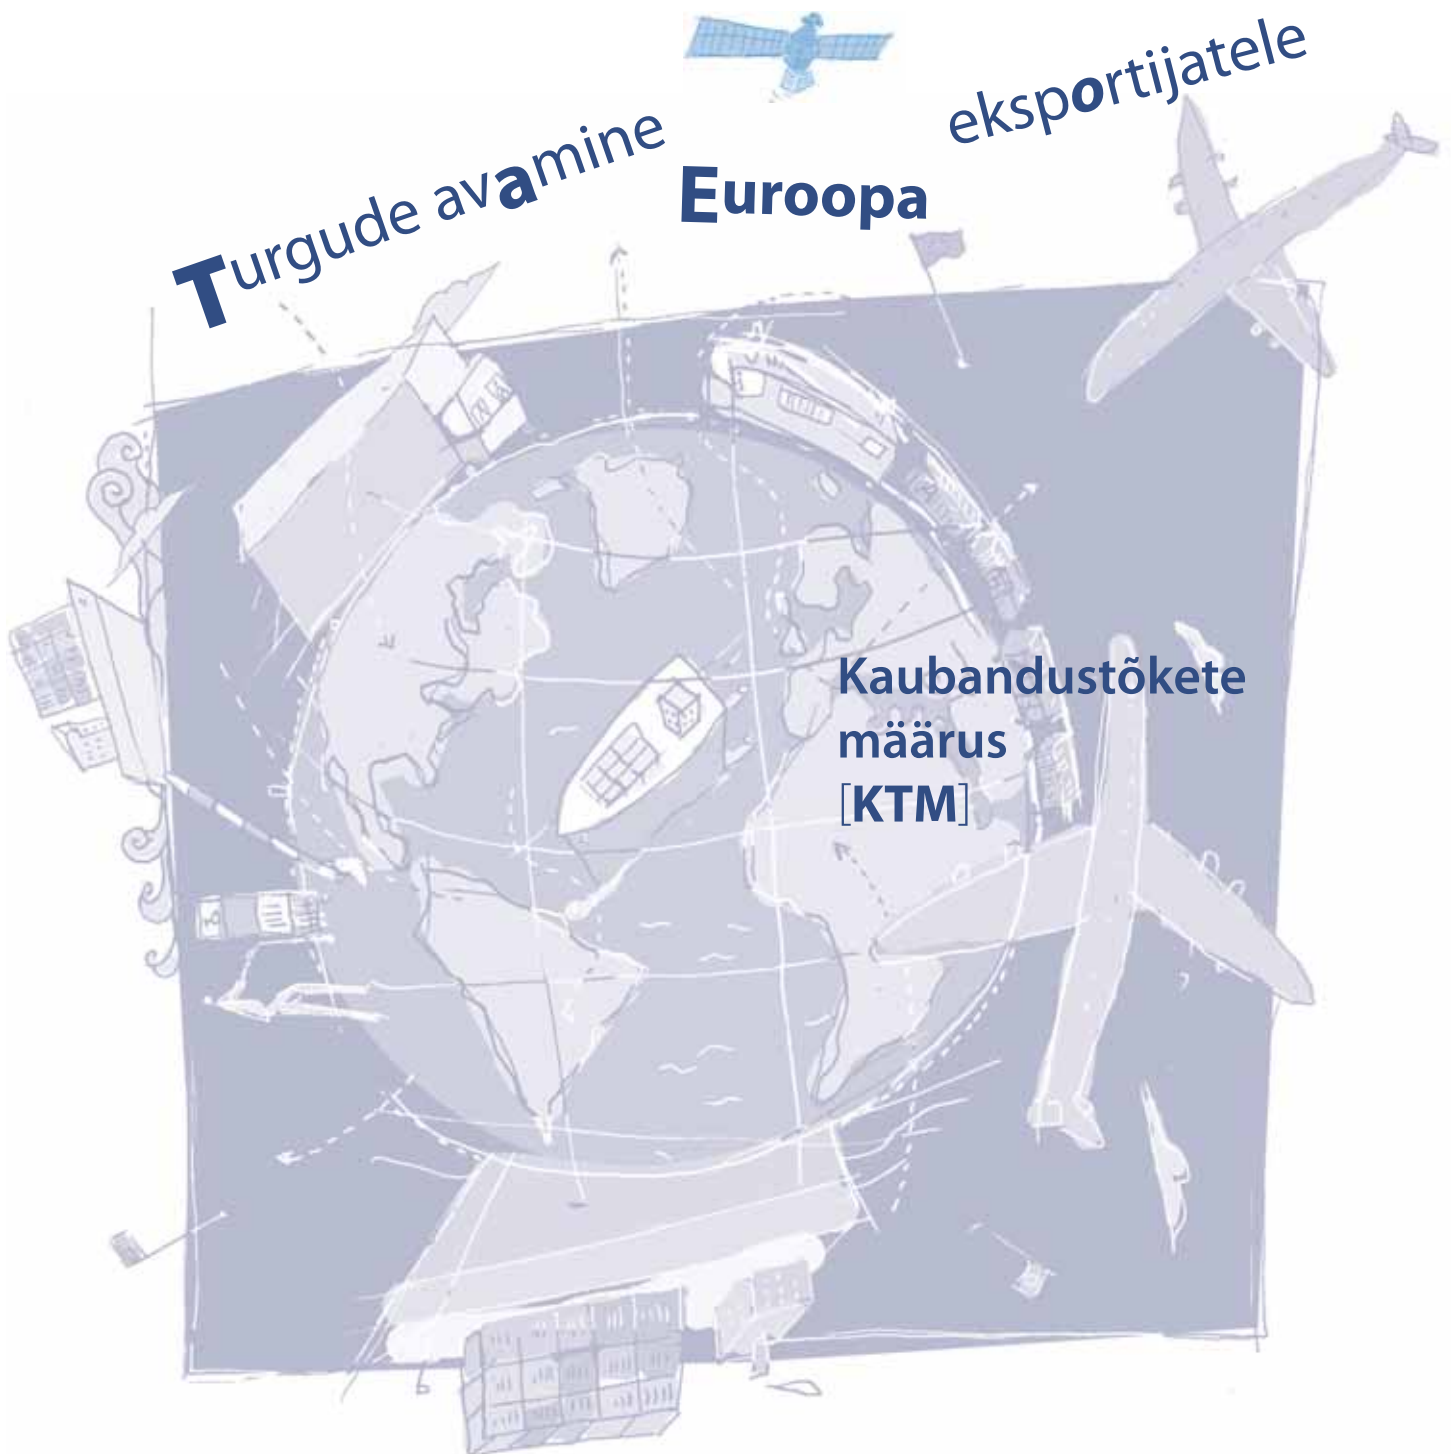 Turgude avamine
Euroopa
eksportijatele
Kaubandustõkete
määrus
[KTM]